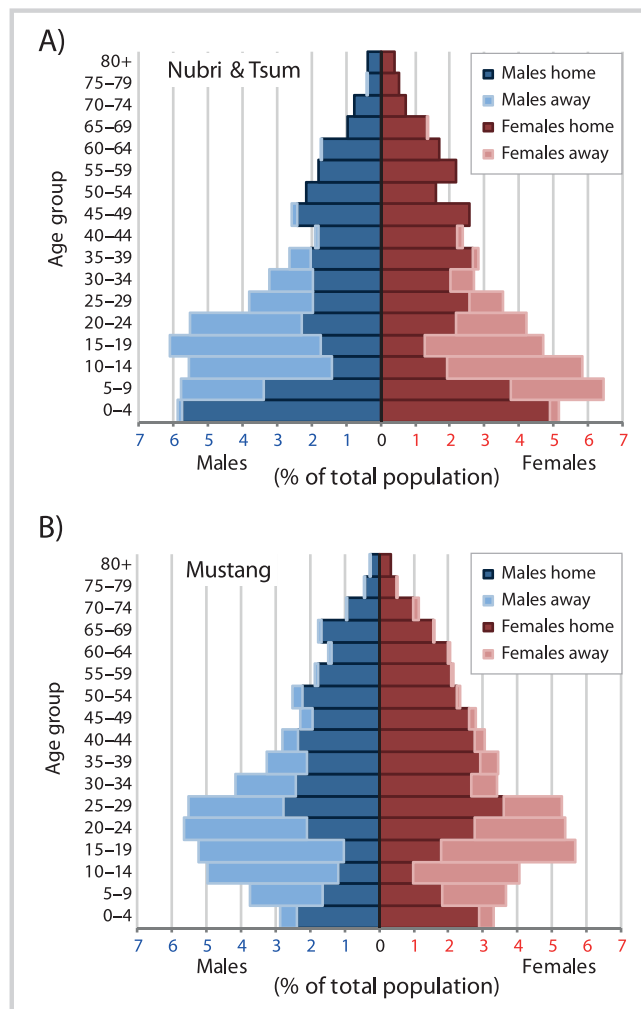 A)
Nubri & Tsum
Males home
Males away
Females home
Females away
Age group
80+
75–79
70–74
65–69
60–64
55–59
50–54
45–49
40–44
35–39
30–34
25–29
20–24
15–19
10–14
5–9
0–4
7 6 5 4 3 2 1 0 1 2 3 4 5 6 7
Males Females
(% of total population)
B)
Mustang
Males home
Males away
Females home
Females away
Age group
80+
75–79
70–74
65–69
60–64
55–59
50–54
45–49
40–44
35–39
30–34
25–29
20–24
15–19
10–14
5–9
0–4
7 6 5 4 3 2 1 0 1 2 3 4 5 6 7
Males Females
(% of total population)